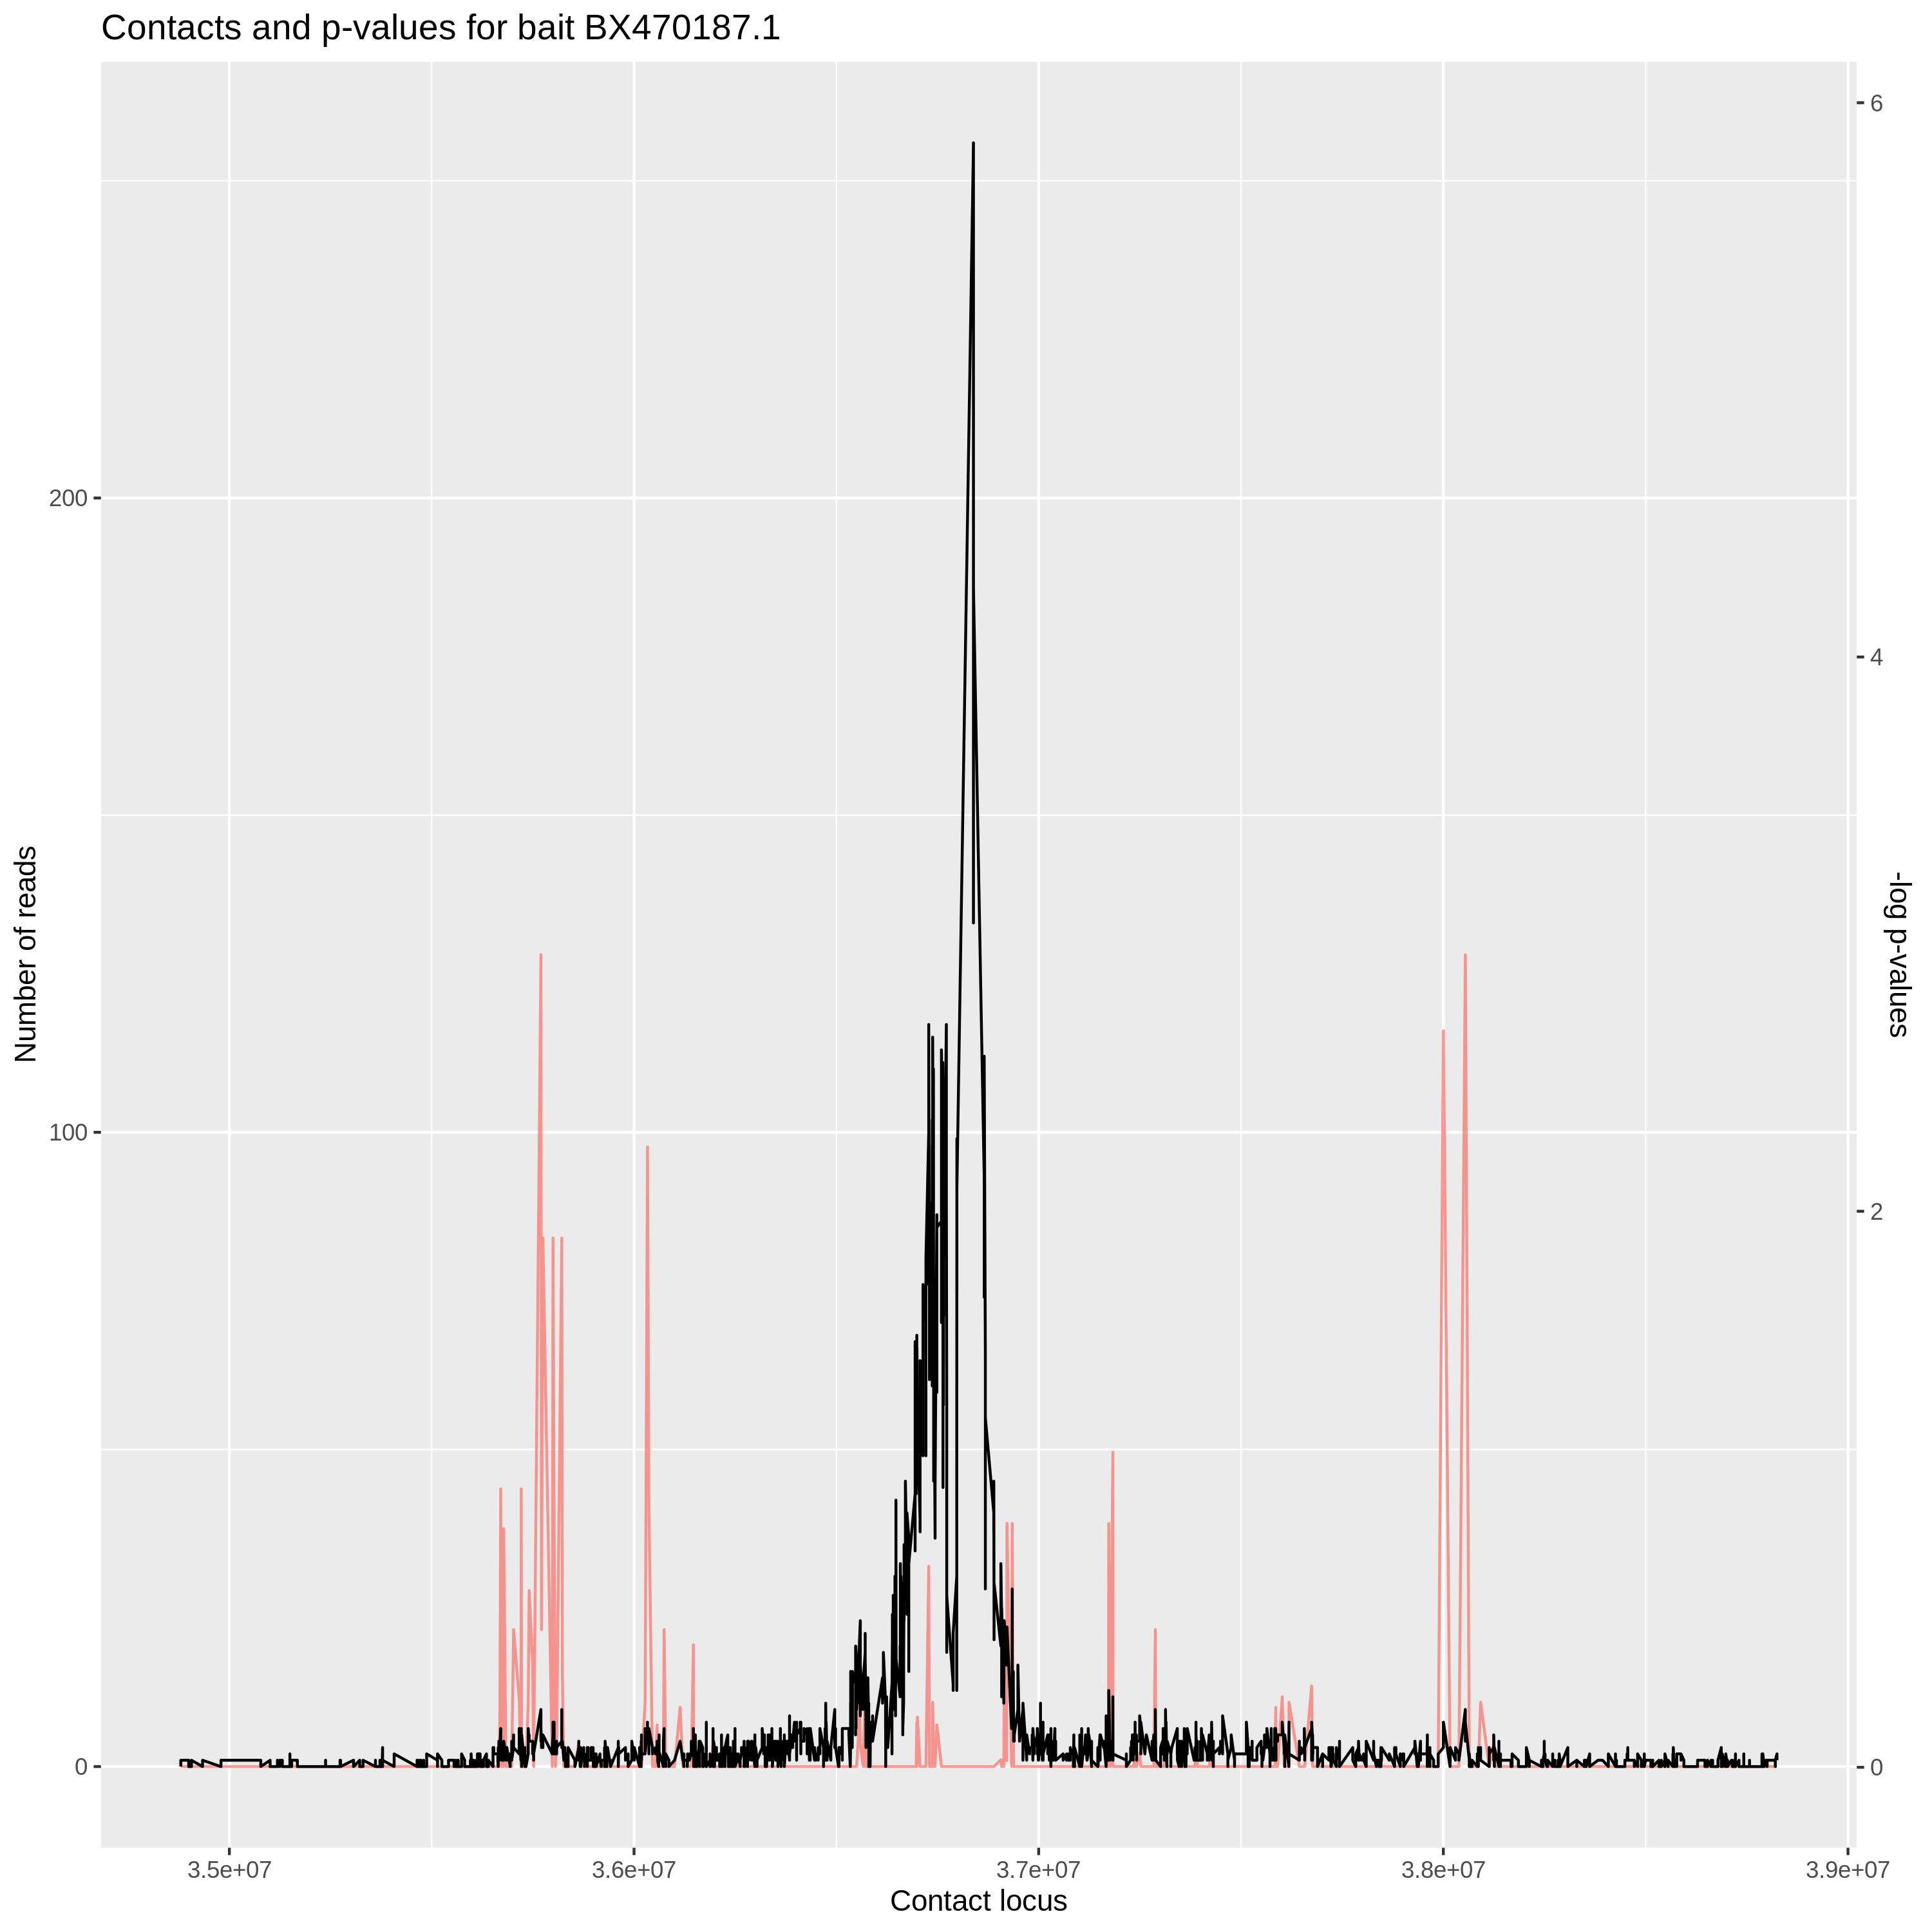 Contacts and p-values for bait BX470187.1
6
200
4
Number of reads
-log p-values
100
2
0
0
3.5e+07
3.6e+07
3.7e+07
3.8e+07
3.9e+07
Contact locus